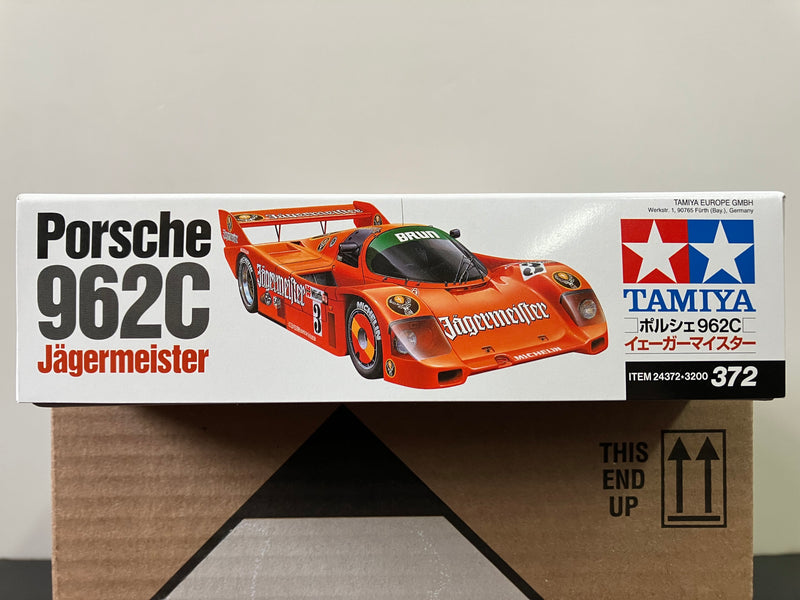 Porsche
962C
Jägermeister
Jägermeister
BRUN
Jägermeister
3
MICHELIN
Jägermeister
MICHELIN
TAMIYA EUROPE GMBH
Werkstr. 1, 90765 Fürth (Bay.), Germany
TAMIYA
ポルシェ962C
イェーガーマイスター
ITEM 24372•3200 372
THIS
END
UP